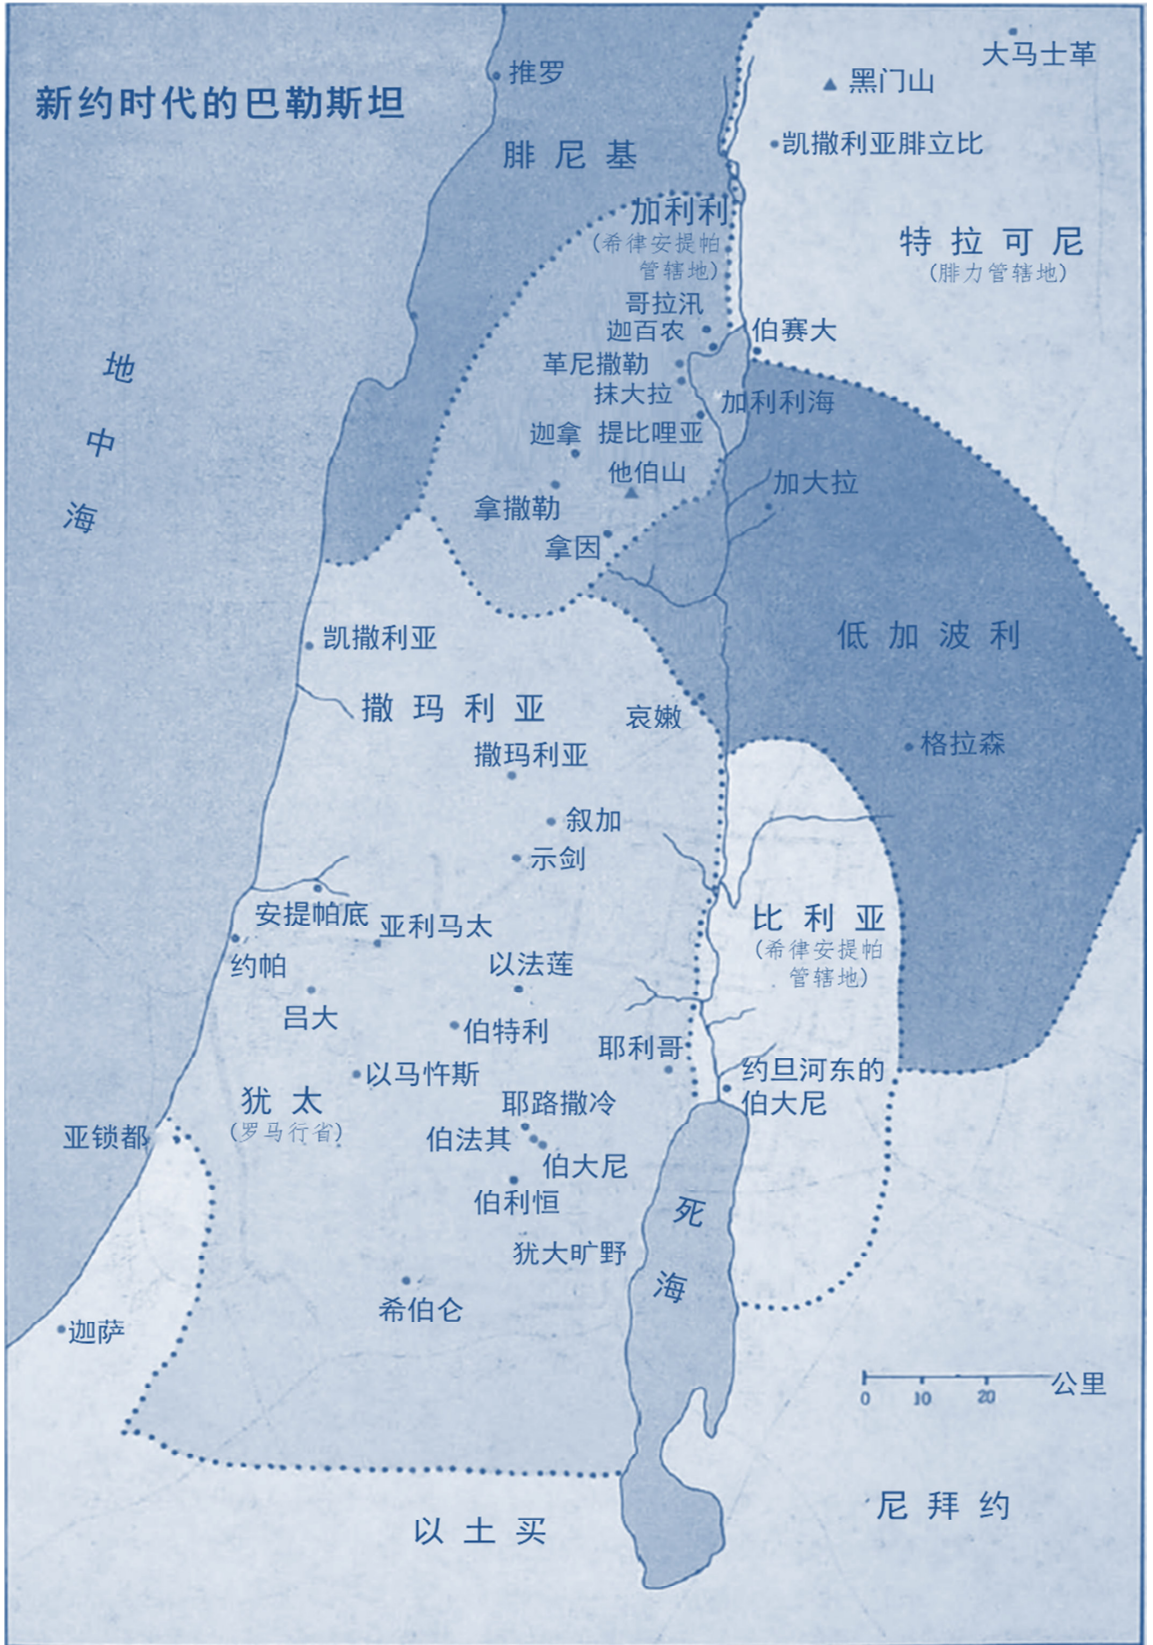 大马士革
推罗
黑门山
新约时代的巴勒斯坦
凯撒利亚腓立比
腓尼基
加利利
(希律安提帕
管辖地)
特拉可尼
(腓力管辖地)
哥拉汛
迦百农
伯赛大
革尼撒勒
抹大拉
加利利海
地
中
海
迦拿
提比哩亚
他伯山
加大拉
拿撒勒
拿因
凯撒利亚
低加波利
撒玛利亚
哀嫩
撒玛利亚
格拉森
叙加
示剑
安提帕底
亚利马太
比利亚
(希律安提帕
管辖地)
约帕
以法莲
吕大
伯特利
耶利哥
以马忤斯
约旦河东的
伯大尼
犹太
(罗马行省)
耶路撒冷
亚锁都
伯法其
伯大尼
伯利恒
死
海
犹大旷野
希伯仑
迦萨
公里
0 10 20
以土买
尼拜约